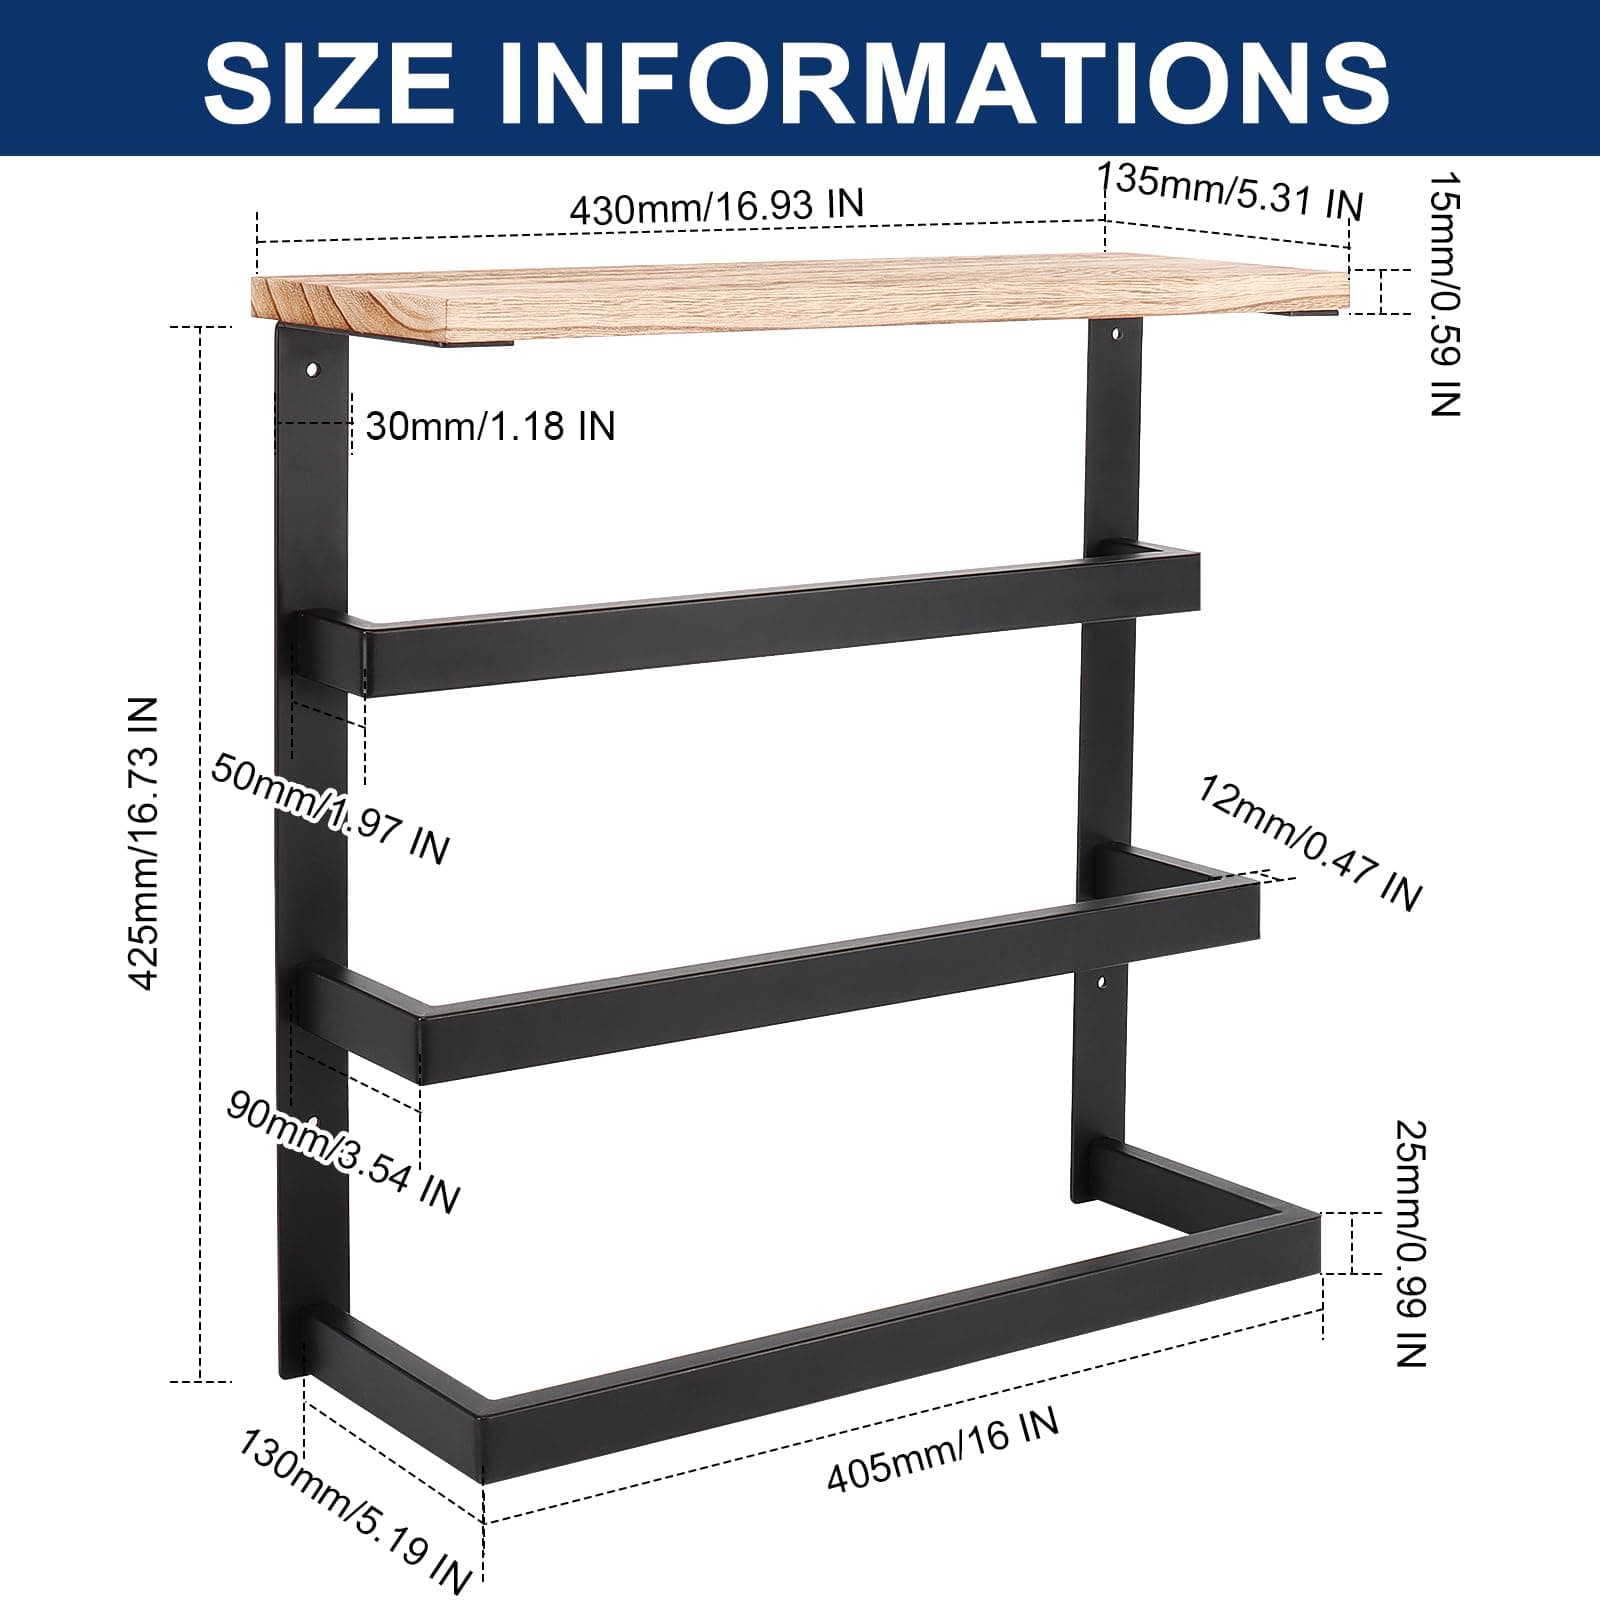 SIZE INFORMATIONS
430mm/16.93 IN
135mm/5.31 IN
15mm/0.59 IN
30mm/1.18 IN
425mm/16.73 IN
50mm/1.97 IN
12mm/0.47 IN
90mm/3.54 IN
25mm/0.99 IN
130mm/5.19 IN
405mm/16 IN